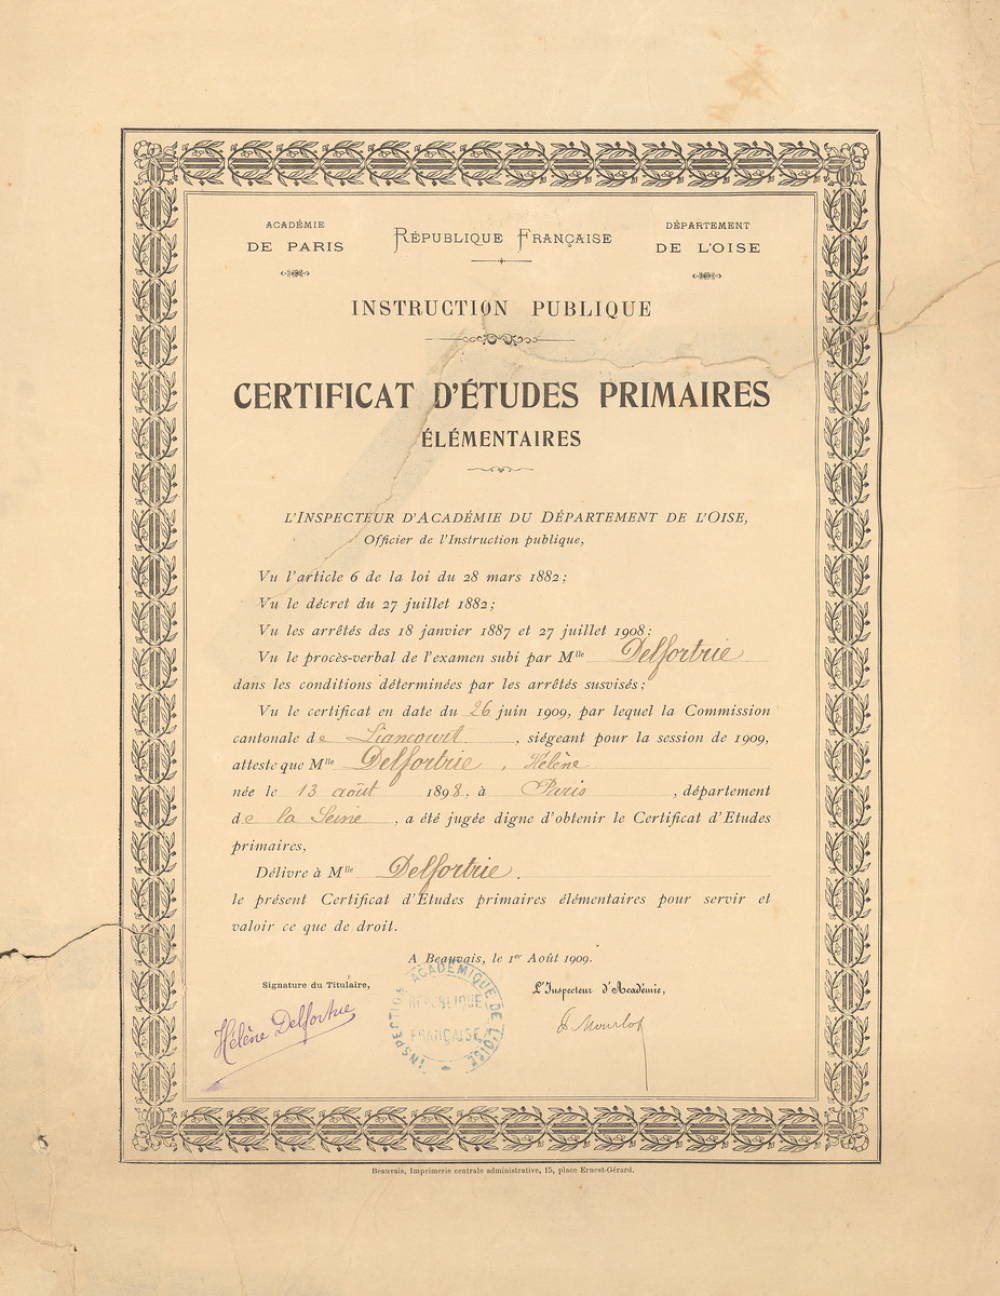 ACADÉMIE
DE PARIS
RÉPUBLIQUE FRANÇAISE
DÉPARTEMENT
DE L'OISE
INSTRUCTION PUBLIQUE
CERTIFICAT D'ÉTUDES PRIMAIRES
ÉLÉMENTAIRES
L'INSPECTEUR D'ACADÉMIE DU DÉPARTEMENT DE L'OISE,
Officier de l'Instruction publique,
Vu l'article 6 de la loi du 28 mars 1882;
Vu le décret du 27 juillet 1882;
Vu les arrêtés des 18 janvier 1887 et 27 juillet 1908;
Vu le procès-verbal de l'examen subi par Mlle Delfortrie
dans les conditions déterminées par les arrêtés susvisés;
Vu le certificat en date du 26 juin 1909, par lequel la Commission
cantonale de Liancourt, siégeant pour la session de 1909,
atteste que Mlle Delfortrie, Hélène
née le 13 août 1898, à Paris, département
de la Seine, a été jugée digne d'obtenir le Certificat d'Etudes
primaires,
Délivre à Mlle Delfortrie.
le présent Certificat d'Etudes primaires élémentaires pour servir et
valoir ce que de droit.
A Beauvais, le 1er Août 1909.
Signature du Titulaire,
L'Inspecteur d'Académie,
Hélène Delfortrie
INSPECTION ACADÉMIQUE DE L'OISE
RÉPUBLIQUE
FRANÇAISE
Beauvais, Imprimerie centrale administrative, 15, place Ernest-Gérard.